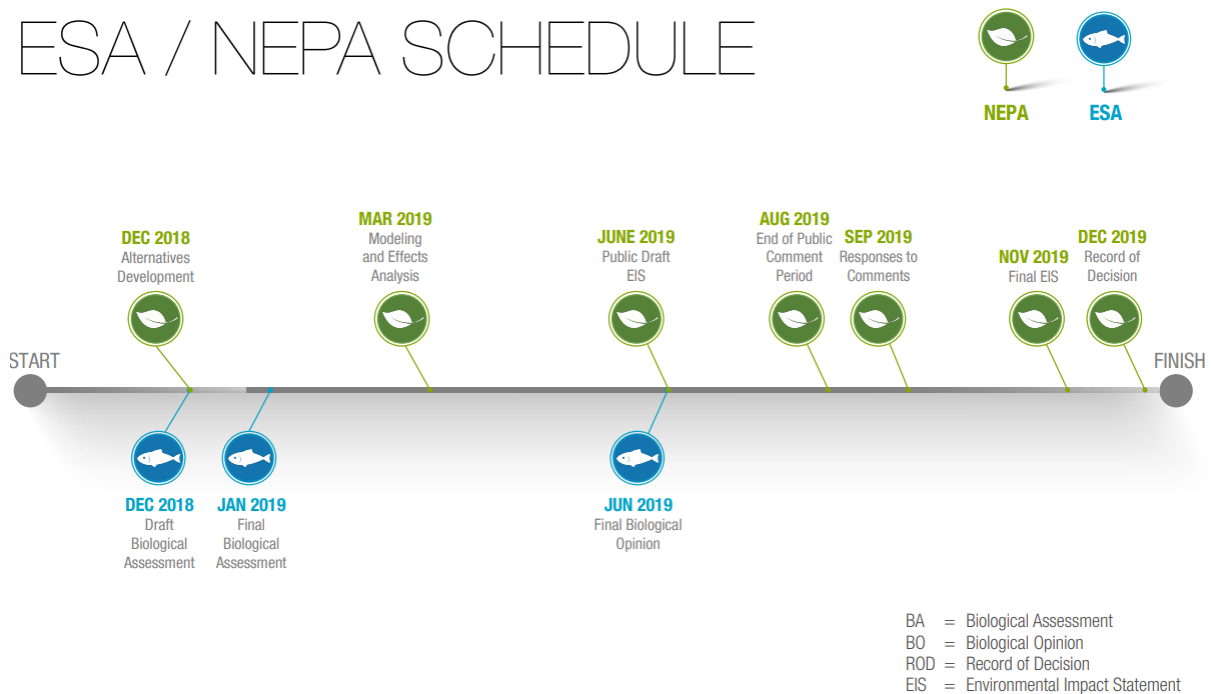 ESA / NEPA SCHEDULE
NEPA
ESA
DEC 2018
Alternatives
Development
MAR 2019
Modeling
and Effects
Analysis
JUNE 2019
Public Draft
EIS
AUG 2019
End of Public
Comment
Period
SEP 2019
Responses to
Comments
NOV 2019
Final EIS
DEC 2019
Record of
Decision
START
FINISH
DEC 2018
Draft
Biological
Assessment
JAN 2019
Final
Biological
Assessment
JUN 2019
Final Biological
Opinion
BA = Biological Assessment
BO = Biological Opinion
ROD = Record of Decision
EIS = Environmental Impact Statement